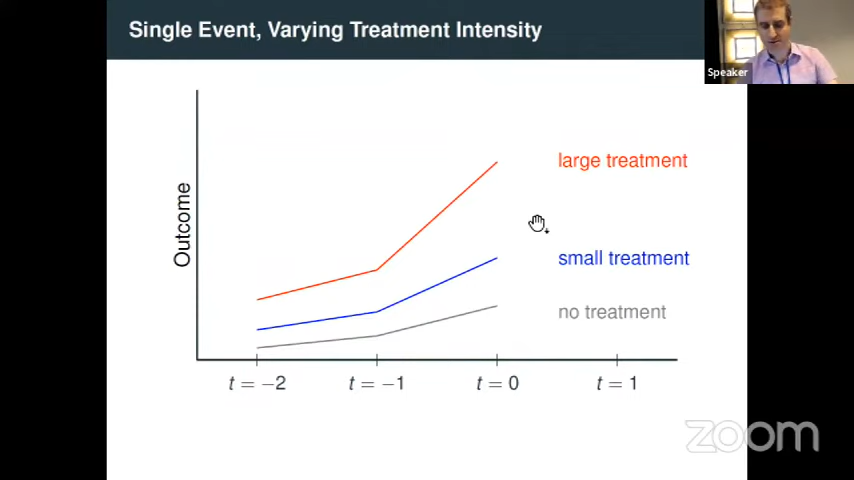 Single Event, Varying Treatment Intensity
Speaker
Outcome
large treatment
small treatment
no treatment
t = −2
t = −1
t = 0
t = 1
zoom